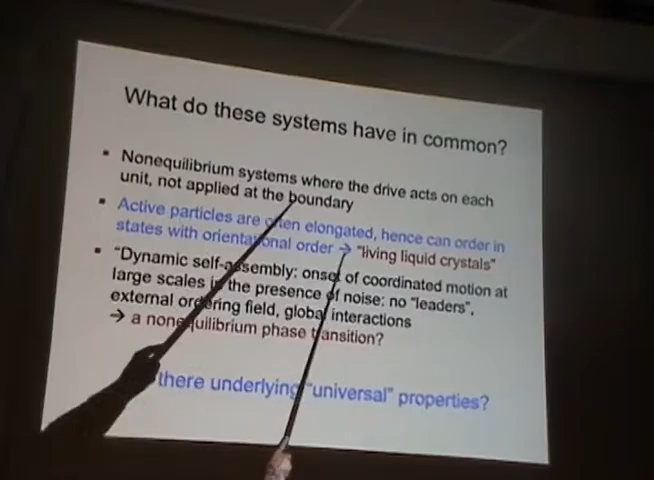 What do these systems have in common?
▪ Nonequilibrium systems where the drive acts on each
unit, not applied at the boundary
▪ Active particles are often elongated, hence can order in
states with orientational order → "living liquid crystals"
▪ "Dynamic self-assembly: onset of coordinated motion at
large scales in the presence of noise: no "leaders",
external ordering field, global interactions
→ a nonequilibrium phase transition?
there underlying "universal" properties?